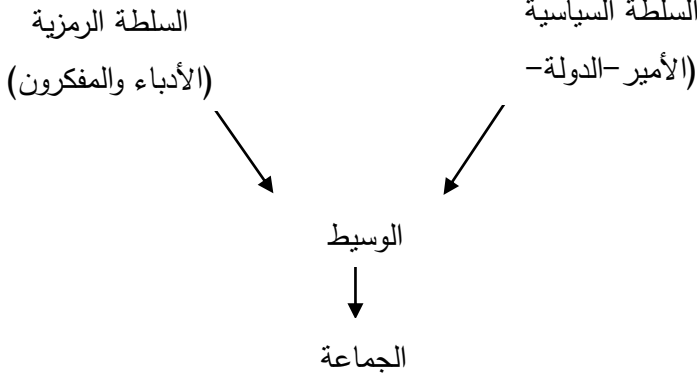 السلطة السياسية
(الأمير –الدولة–
السلطة الرمزية
(الأدباء والمفكرون)
الوسيط
الجماعة